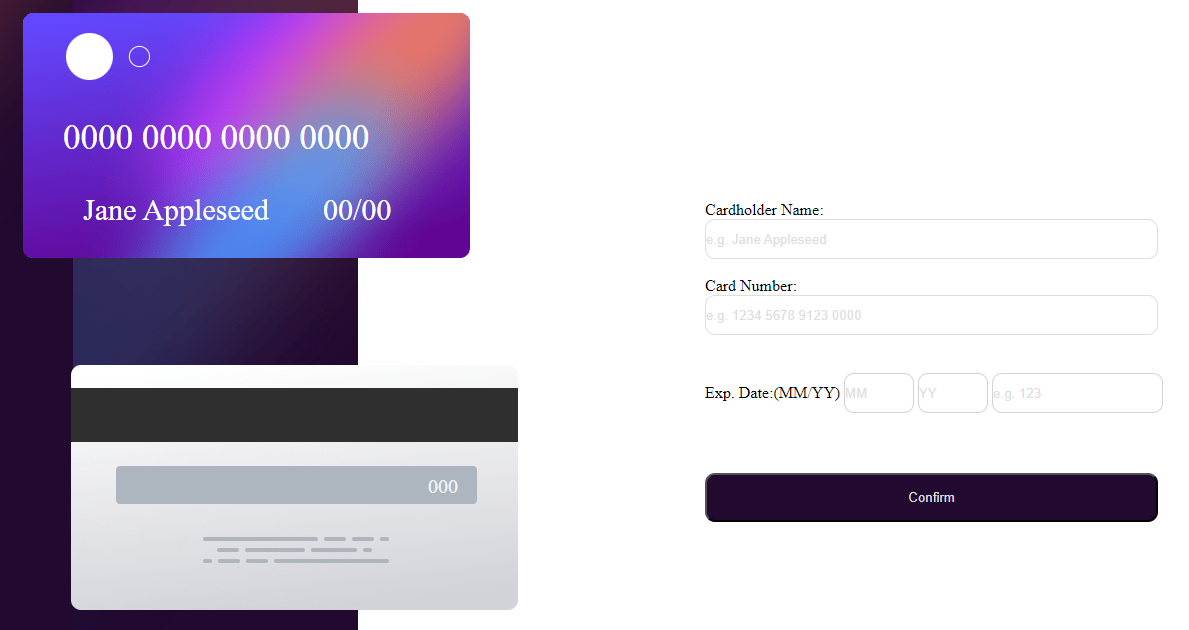 0000 0000 0000 0000
Jane Appleseed 00/00
000
Cardholder Name:
e.g. Jane Appleseed
Card Number:
e.g. 1234 5678 9123 0000
Exp. Date:(MM/YY) MM YY e.g. 123
Confirm